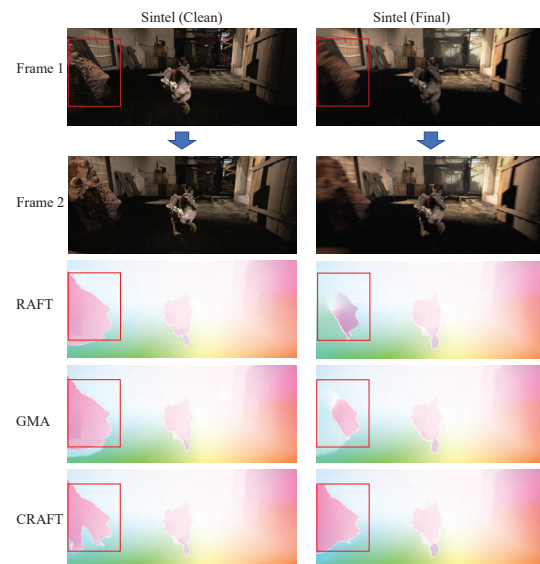 Sintel (Clean) Sintel (Final)
Frame 1
Frame 2
RAFT
GMA
CRAFT